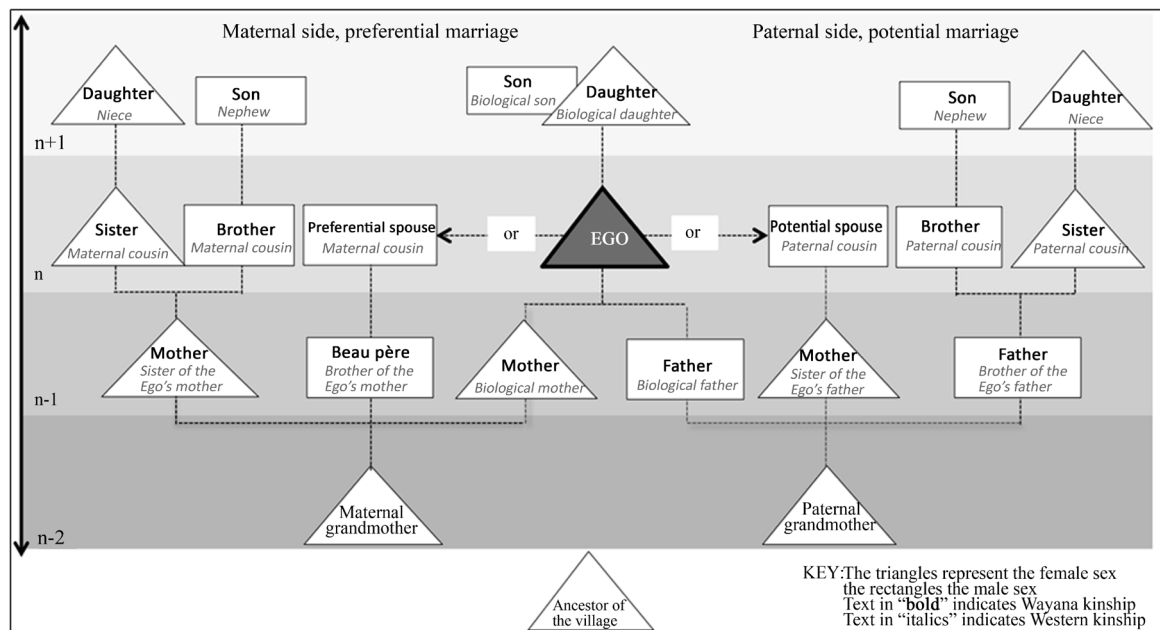 Maternal side, preferential marriage
Paternal side, potential marriage
Daughter
Niece
Son
Nephew
Son
Biological son
Daughter
Biological daughter
Son
Nephew
Daughter
Niece
n+1
Sister
Maternal cousin
Brother
Maternal cousin
Preferential spouse
Maternal cousin
or
EGO
or
Potential spouse
Paternal cousin
Brother
Paternal cousin
Sister
Paternal cousin
n
Mother
Sister of the
Ego's mother
Beau père
Brother of the
Ego's mother
Mother
Biological mother
Father
Biological father
Mother
Sister of the
Ego's father
Father
Brother of the
Ego's father
n-1
Maternal
grandmother
Paternal
grandmother
n-2
Ancestor of
the village
KEY:The triangles represent the female sex
the rectangles the male sex
Text in “bold” indicates Wayana kinship
Text in “italics” indicates Western kinship